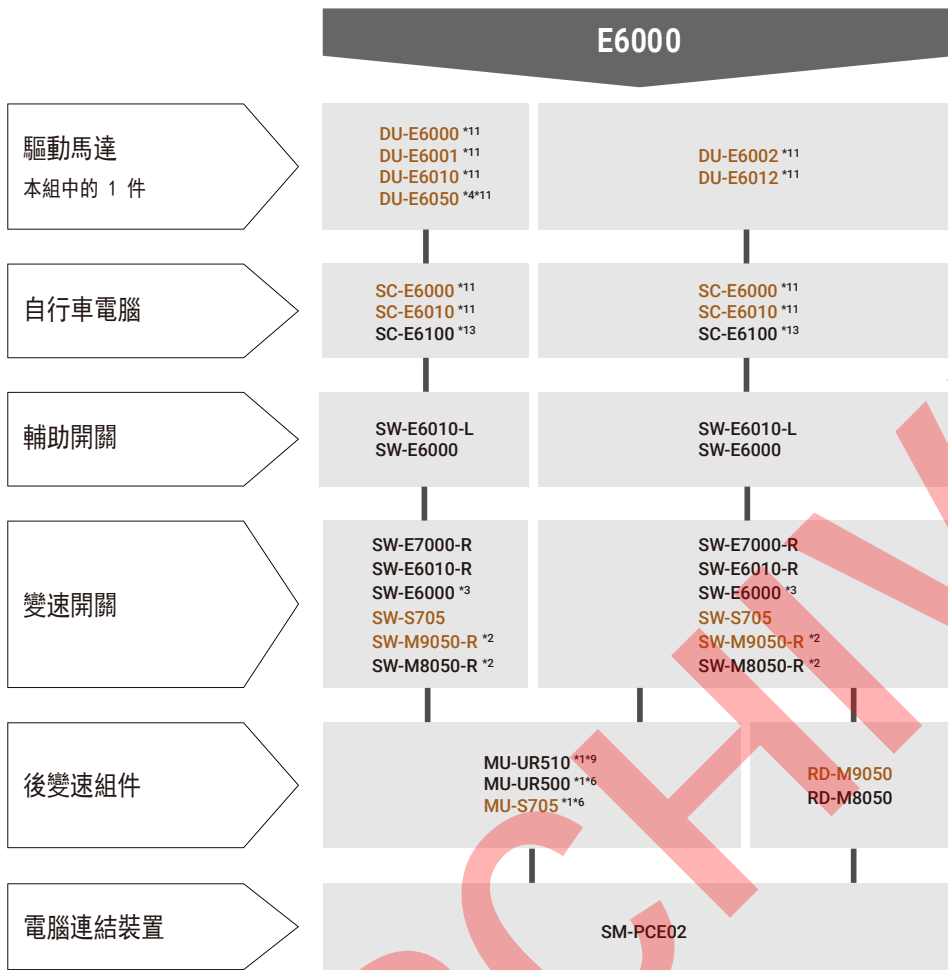 E6000
驅動馬達
本組中的 1 件
DU-E6000 *11
DU-E6001 *11
DU-E6010 *11
DU-E6050 *4*11
DU-E6002 *11
DU-E6012 *11
自行車電腦
SC-E6000 *11
SC-E6010 *11
SC-E6100 *13
SC-E6000 *11
SC-E6010 *11
SC-E6100 *13
輔助開關
SW-E6010-L
SW-E6000
SW-E6010-L
SW-E6000
變速開關
SW-E7000-R
SW-E6010-R
SW-E6000 *3
SW-S705
SW-M9050-R *2
SW-M8050-R *2
SW-E7000-R
SW-E6010-R
SW-E6000 *3
SW-S705
SW-M9050-R *2
SW-M8050-R *2
後變速組件
MU-UR510 *1*9
MU-UR500 *1*6
MU-S705 *1*6
RD-M9050
RD-M8050
電腦連結裝置
SM-PCE02
CHIV